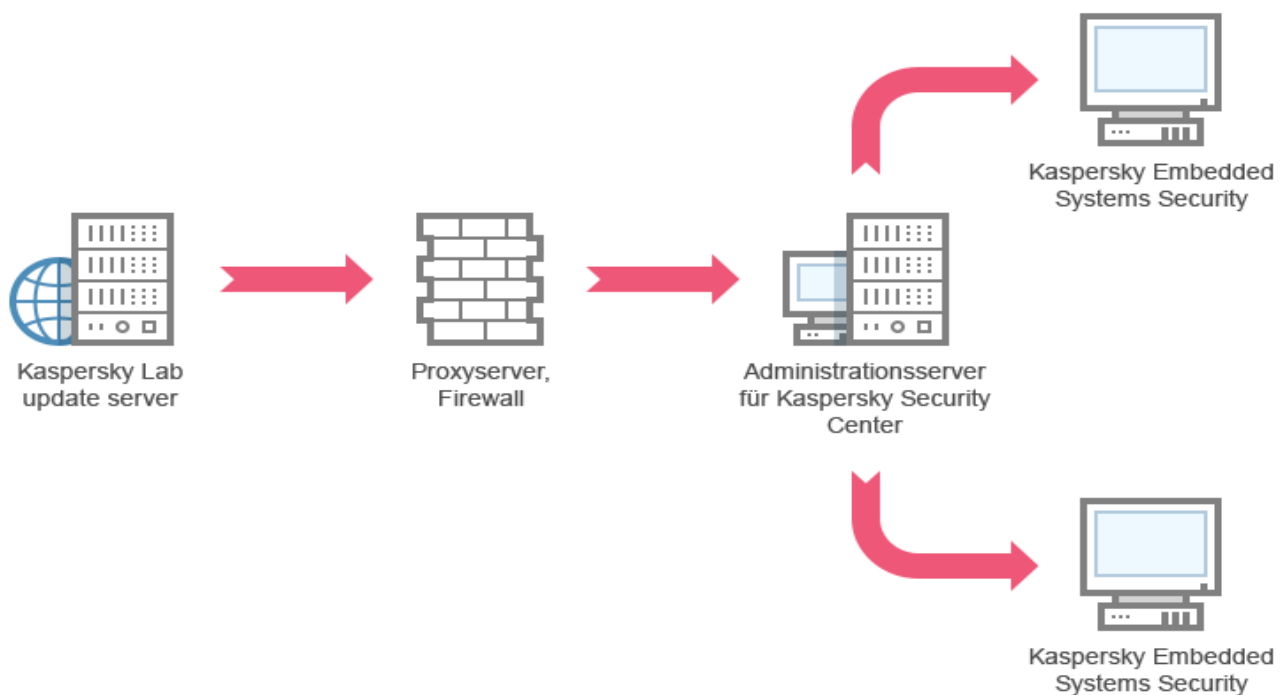 Kaspersky Embedded
Systems Security
Kaspersky Lab
update server
Proxyserver,
Firewall
Administrationsserver
für Kaspersky Security
Center
Kaspersky Embedded
Systems Security